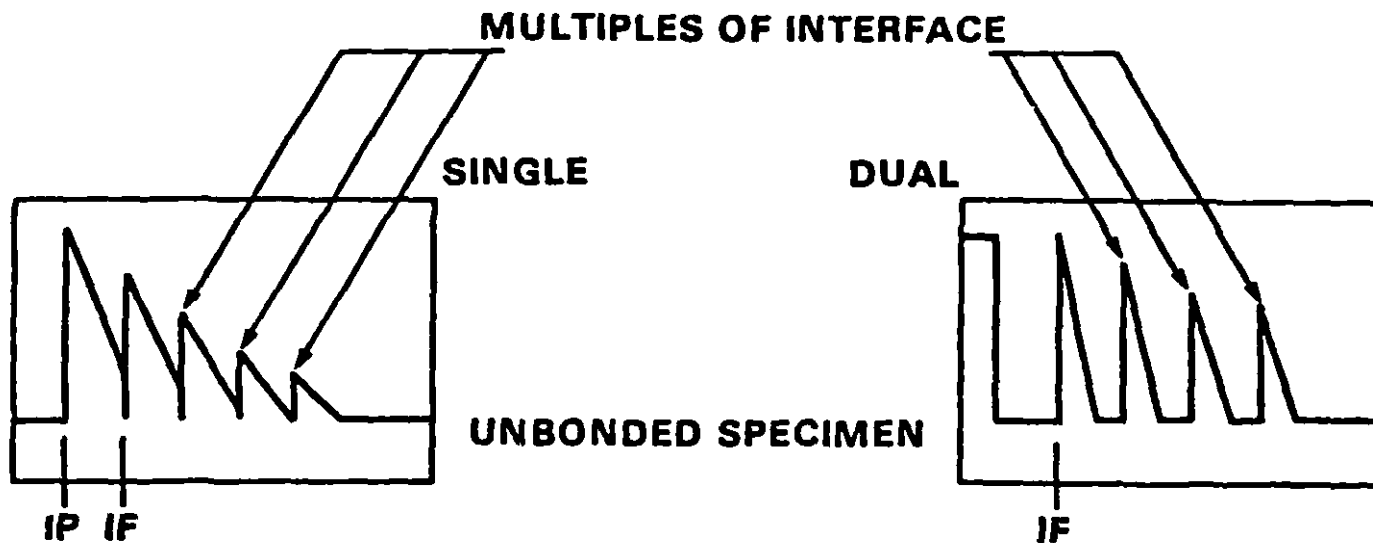 MULTIPLES OF INTERFACE
SINGLE
DUAL
UNBONDED SPECIMEN
IP IF
IF